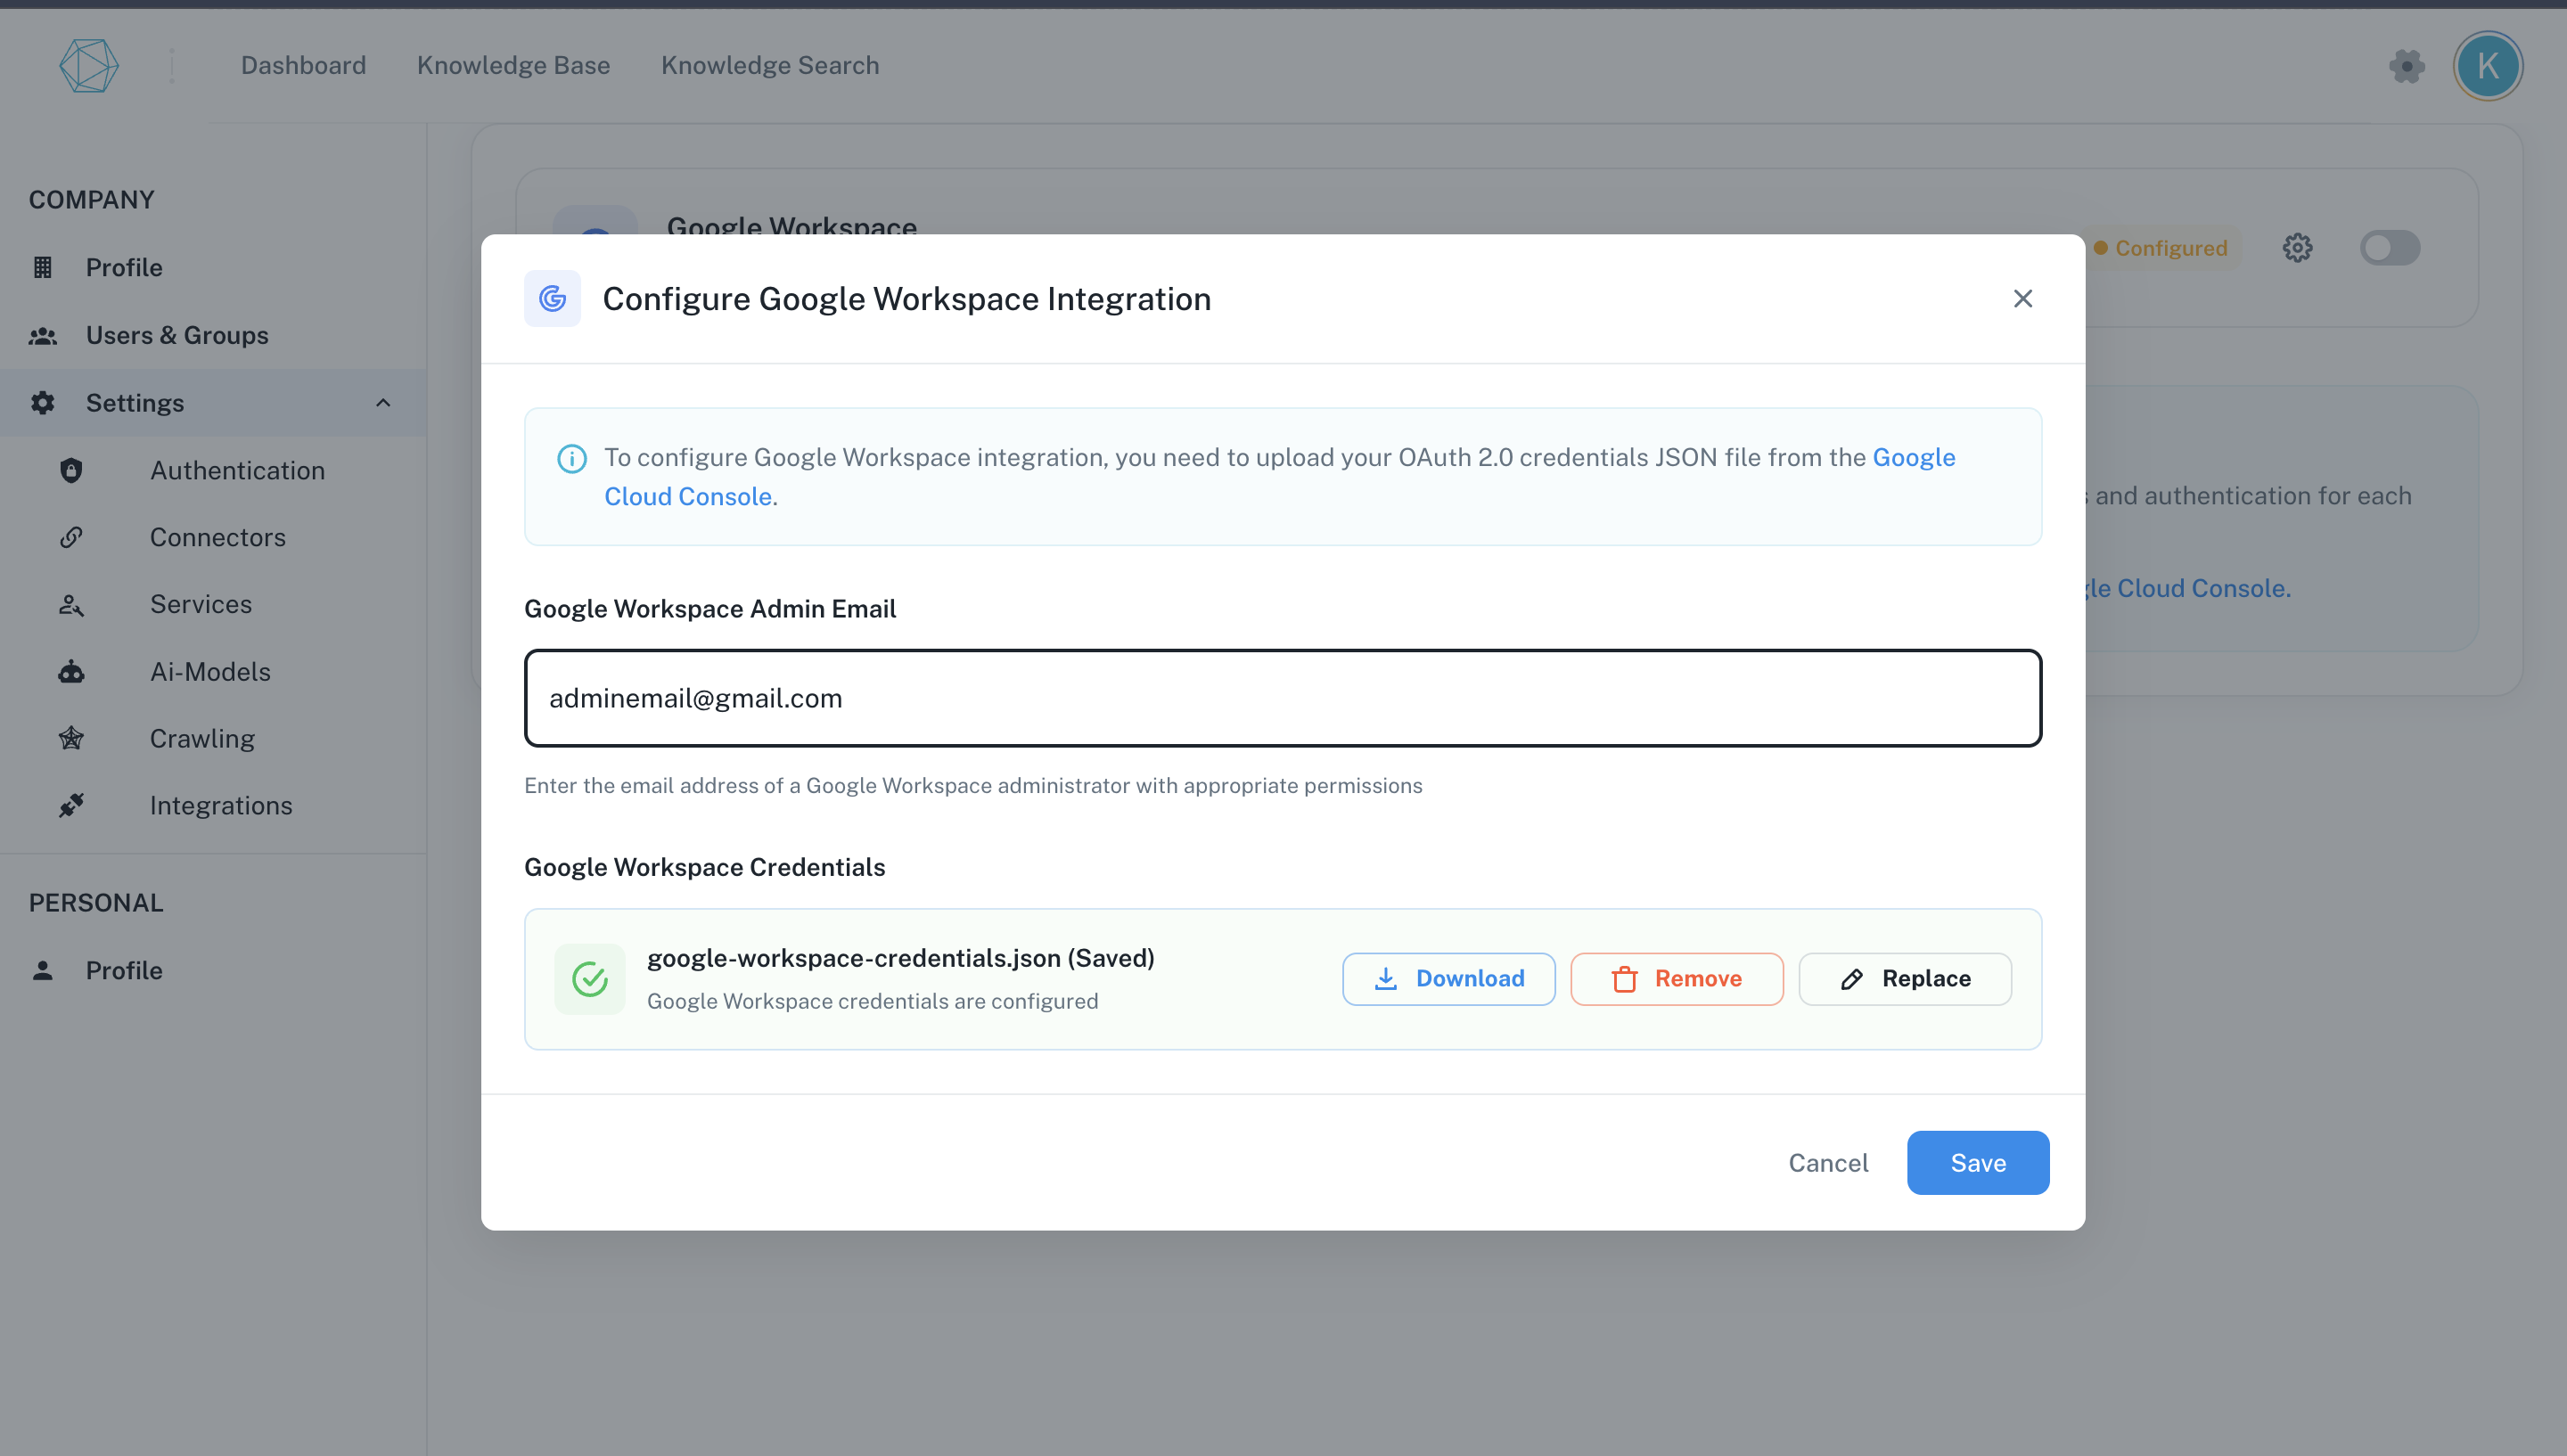 Dashboard
Knowledge Base
Knowledge Search
K
COMPANY
Profile
Users & Groups
Settings
Authentication
Connectors
Services
Ai-Models
Crawling
Integrations
PERSONAL
Profile
Google Workspace
Configured
and authentication for each
Cloud Console.
Configure Google Workspace Integration
To configure Google Workspace integration, you need to upload your OAuth 2.0 credentials JSON file from the Google
Cloud Console.
Google Workspace Admin Email
adminemail@gmail.com
Enter the email address of a Google Workspace administrator with appropriate permissions
Google Workspace Credentials
google-workspace-credentials.json (Saved)
Google Workspace credentials are configured
Download
Remove
Replace
Cancel
Save